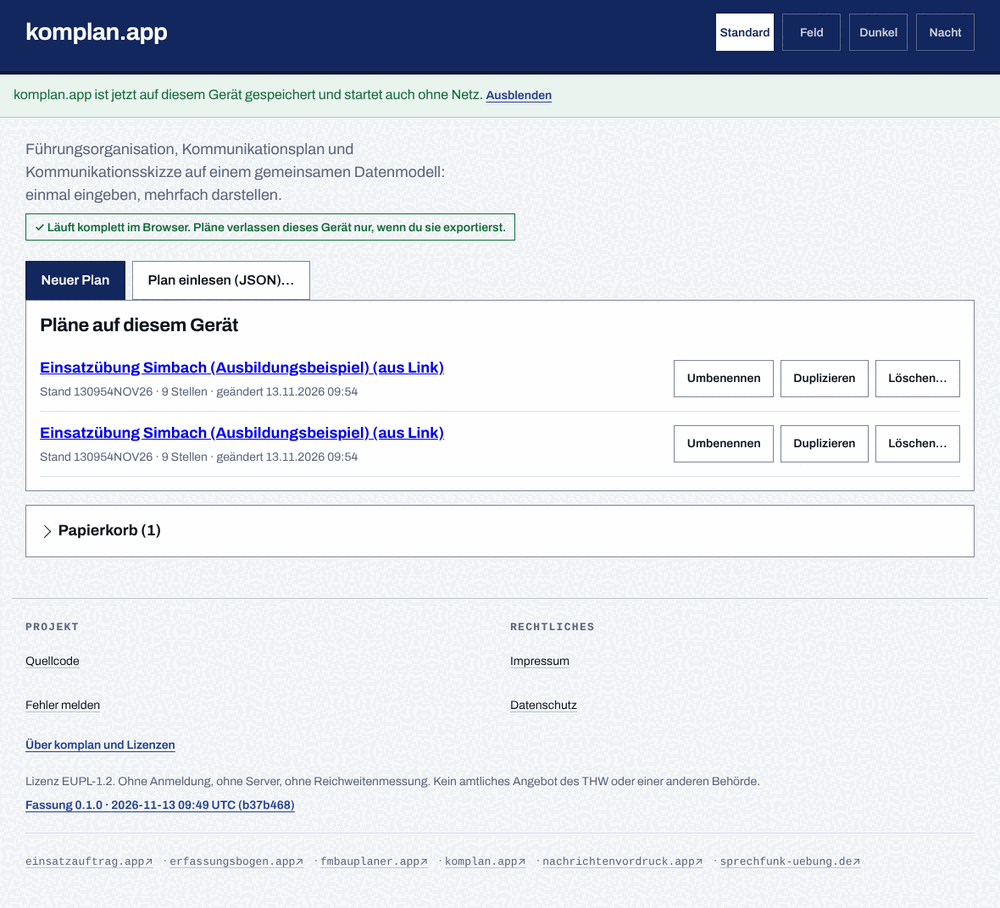 komplan.app
Standard
Feld
Dunkel
Nacht
komplan.app ist jetzt auf diesem Gerät gespeichert und startet auch ohne Netz. Ausblenden
Führungsorganisation, Kommunikationsplan und
Kommunikationsskizze auf einem gemeinsamen Datenmodell:
einmal eingeben, mehrfach darstellen.
✓ Läuft komplett im Browser. Pläne verlassen dieses Gerät nur, wenn du sie exportierst.
Neuer Plan
Plan einlesen (JSON)…
Pläne auf diesem Gerät
Einsatzübung Simbach (Ausbildungsbeispiel) (aus Link)
Stand 130954NOV26 · 9 Stellen · geändert 13.11.2026 09:54
Umbenennen
Duplizieren
Löschen…
Einsatzübung Simbach (Ausbildungsbeispiel) (aus Link)
Stand 130954NOV26 · 9 Stellen · geändert 13.11.2026 09:54
Umbenennen
Duplizieren
Löschen…
Papierkorb (1)
PROJEKT
Quellcode
Fehler melden
Über komplan und Lizenzen
RECHTLICHES
Impressum
Datenschutz
Lizenz EUPL-1.2. Ohne Anmeldung, ohne Server, ohne Reichweitenmessung. Kein amtliches Angebot des THW oder einer anderen Behörde.
Fassung 0.1.0 · 2026-11-13 09:49 UTC (b37b468)
einsatzauftrag.app↗ · erfassungsbogen.app↗ · fmbauplaner.app↗ · komplan.app↗ · nachrichtenvordruck.app↗ · sprechfunk-uebung.de↗